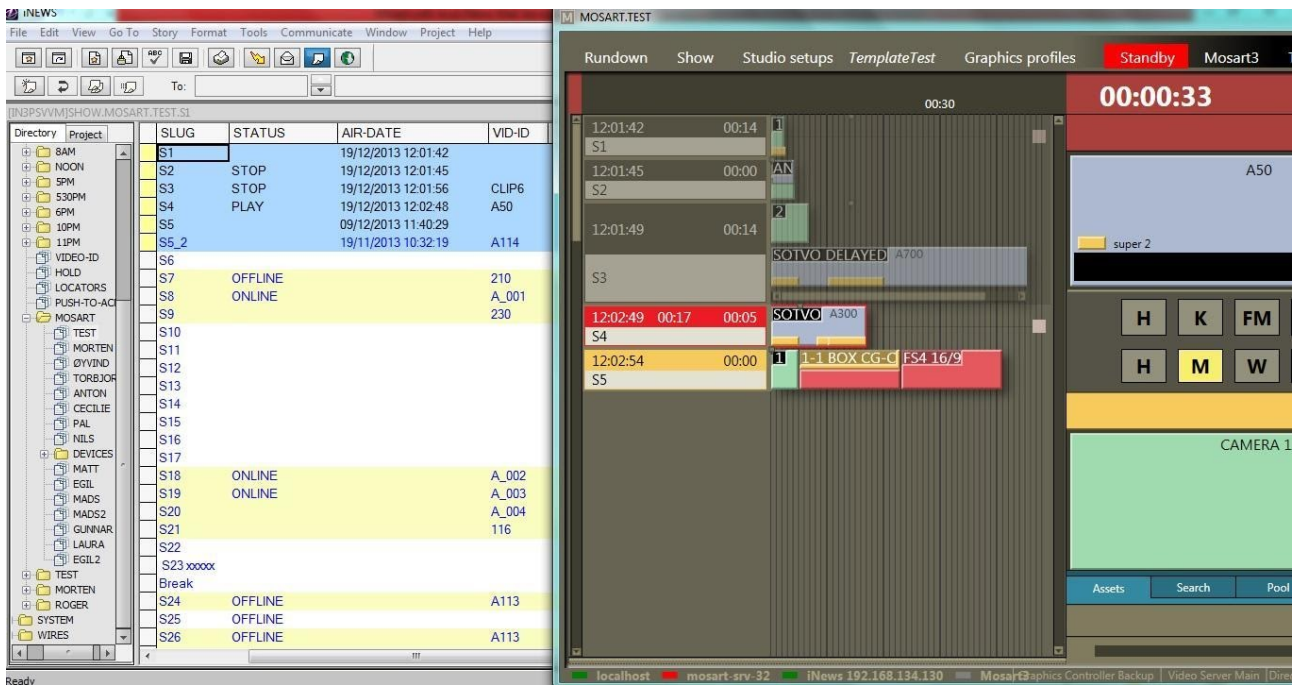 iNEWS
File Edit View Go To Story Format Tools Communicate Window Project Help
To:
[IN3PSVVM]SHOW.MOSART.TEST.S1
Directory Project
8AM
NOON
5PM
530PM
6PM
10PM
11PM
VIDEO-ID
HOLD
LOCATORS
PUSH-TO-ACI
MOSART
TEST
MORTEN
ØYVIND
TORBJOR
ANTON
CECILIE
PAL
NILS
DEVICES
MATT
EGIL
MADS
MADS2
GUNNAR
LAURA
EGIL2
TEST
MORTEN
ROGER
SYSTEM
WIRES
SLUG STATUS AIR-DATE VID-ID
S1 19/12/2013 12:01:42
S2 STOP 19/12/2013 12:01:45
S3 STOP 19/12/2013 12:01:56 CLIP6
S4 PLAY 19/12/2013 12:02:48 A50
S5 09/12/2013 11:40:29
S5_2 19/11/2013 10:32:19 A114
S6
S7 OFFLINE 210
S8 ONLINE A_001
S9 230
S10
S11
S12
S13
S14
S15
S16
S17
S18 ONLINE A_002
S19 ONLINE A_003
S20 A_004
S21 116
S22
S23 xxxxx
Break
S24 OFFLINE A113
S25 OFFLINE
S26 OFFLINE A113
Ready
M MOSART.TEST
Rundown Show Studio setups TemplateTest Graphics profiles Standby Mosart3
00:30
00:00:33
12:01:42 00:14 1
S1
12:01:45 00:00 AN
S2
12:01:49 00:14 2
SOTVO DELAYED A700
S3
12:02:49 00:17 00:05 SOTVO A300
S4
12:02:54 00:00 1 1-1 BOX CG-C FS4 16/9
S5
A50
super 2
H K FM
H M W
CAMERA 1
Assets Search Pool
localhost mosart-srv-32 iNews 192.168.134.130 Controller Backup Video Server Main